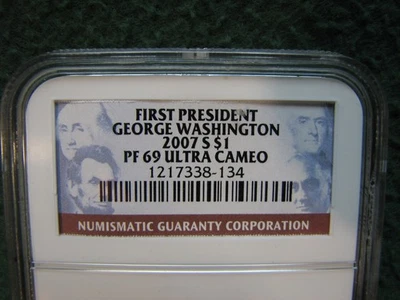 FIRST PRESIDENT
GEORGE WASHINGTON
2007 S $1
PF 69 ULTRA CAMEO
1217338-134
NUMISMATIC GUARANTY CORPORATION